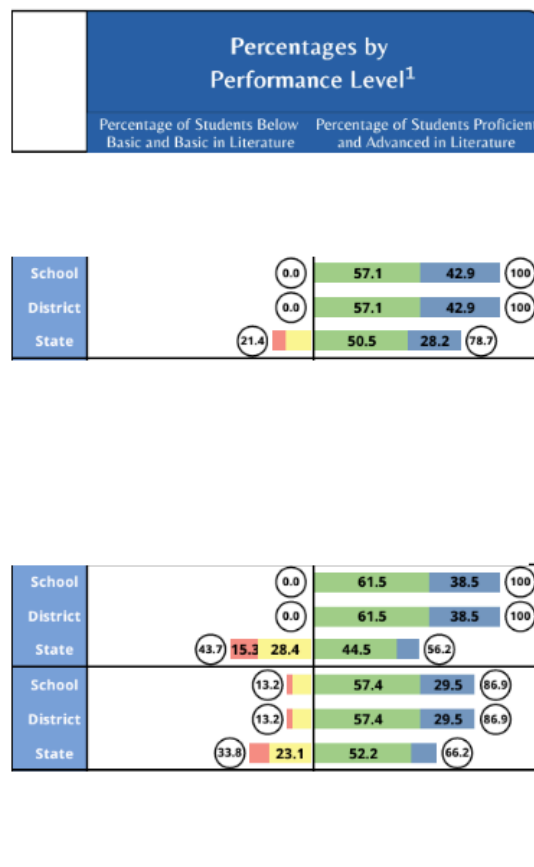 Percentages by
Performance Level¹
Percentage of Students Below Percentage of Students Proficient
Basic and Basic in Literature and Advanced in Literature
School 0.0 57.1 42.9 100
District 0.0 57.1 42.9 100
State 21.4 50.5 28.2 78.7
School 0.0 61.5 38.5 100
District 0.0 61.5 38.5 100
State 43.7 15.3 28.4 44.5 56.2
School 13.2 57.4 29.5 86.9
District 13.2 57.4 29.5 86.9
State 33.8 23.1 52.2 66.2